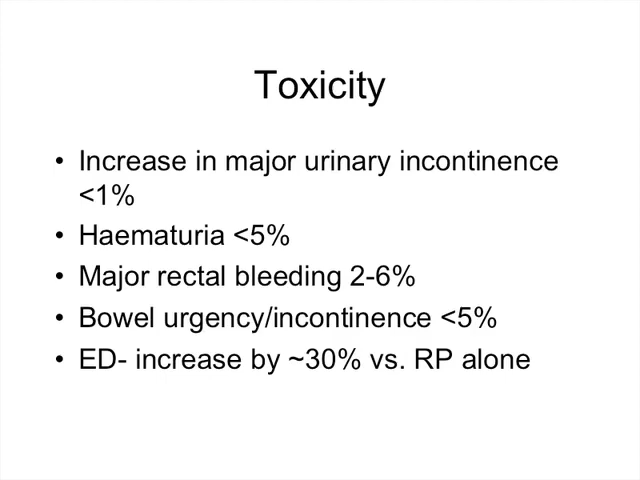 Toxicity
• Increase in major urinary incontinence
<1%
• Haematuria <5%
• Major rectal bleeding 2-6%
• Bowel urgency/incontinence <5%
• ED- increase by ~30% vs. RP alone